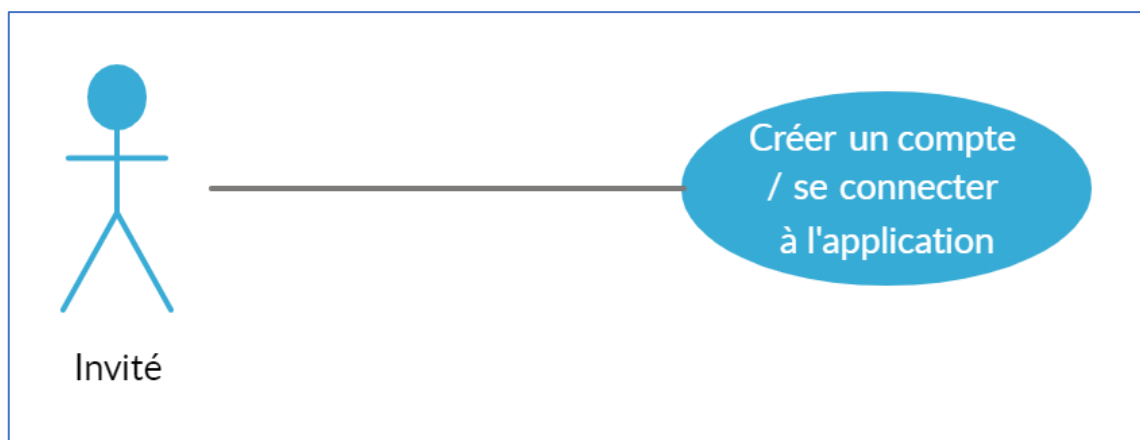 Créer un compte
/ se connecter
à l'application
Invité